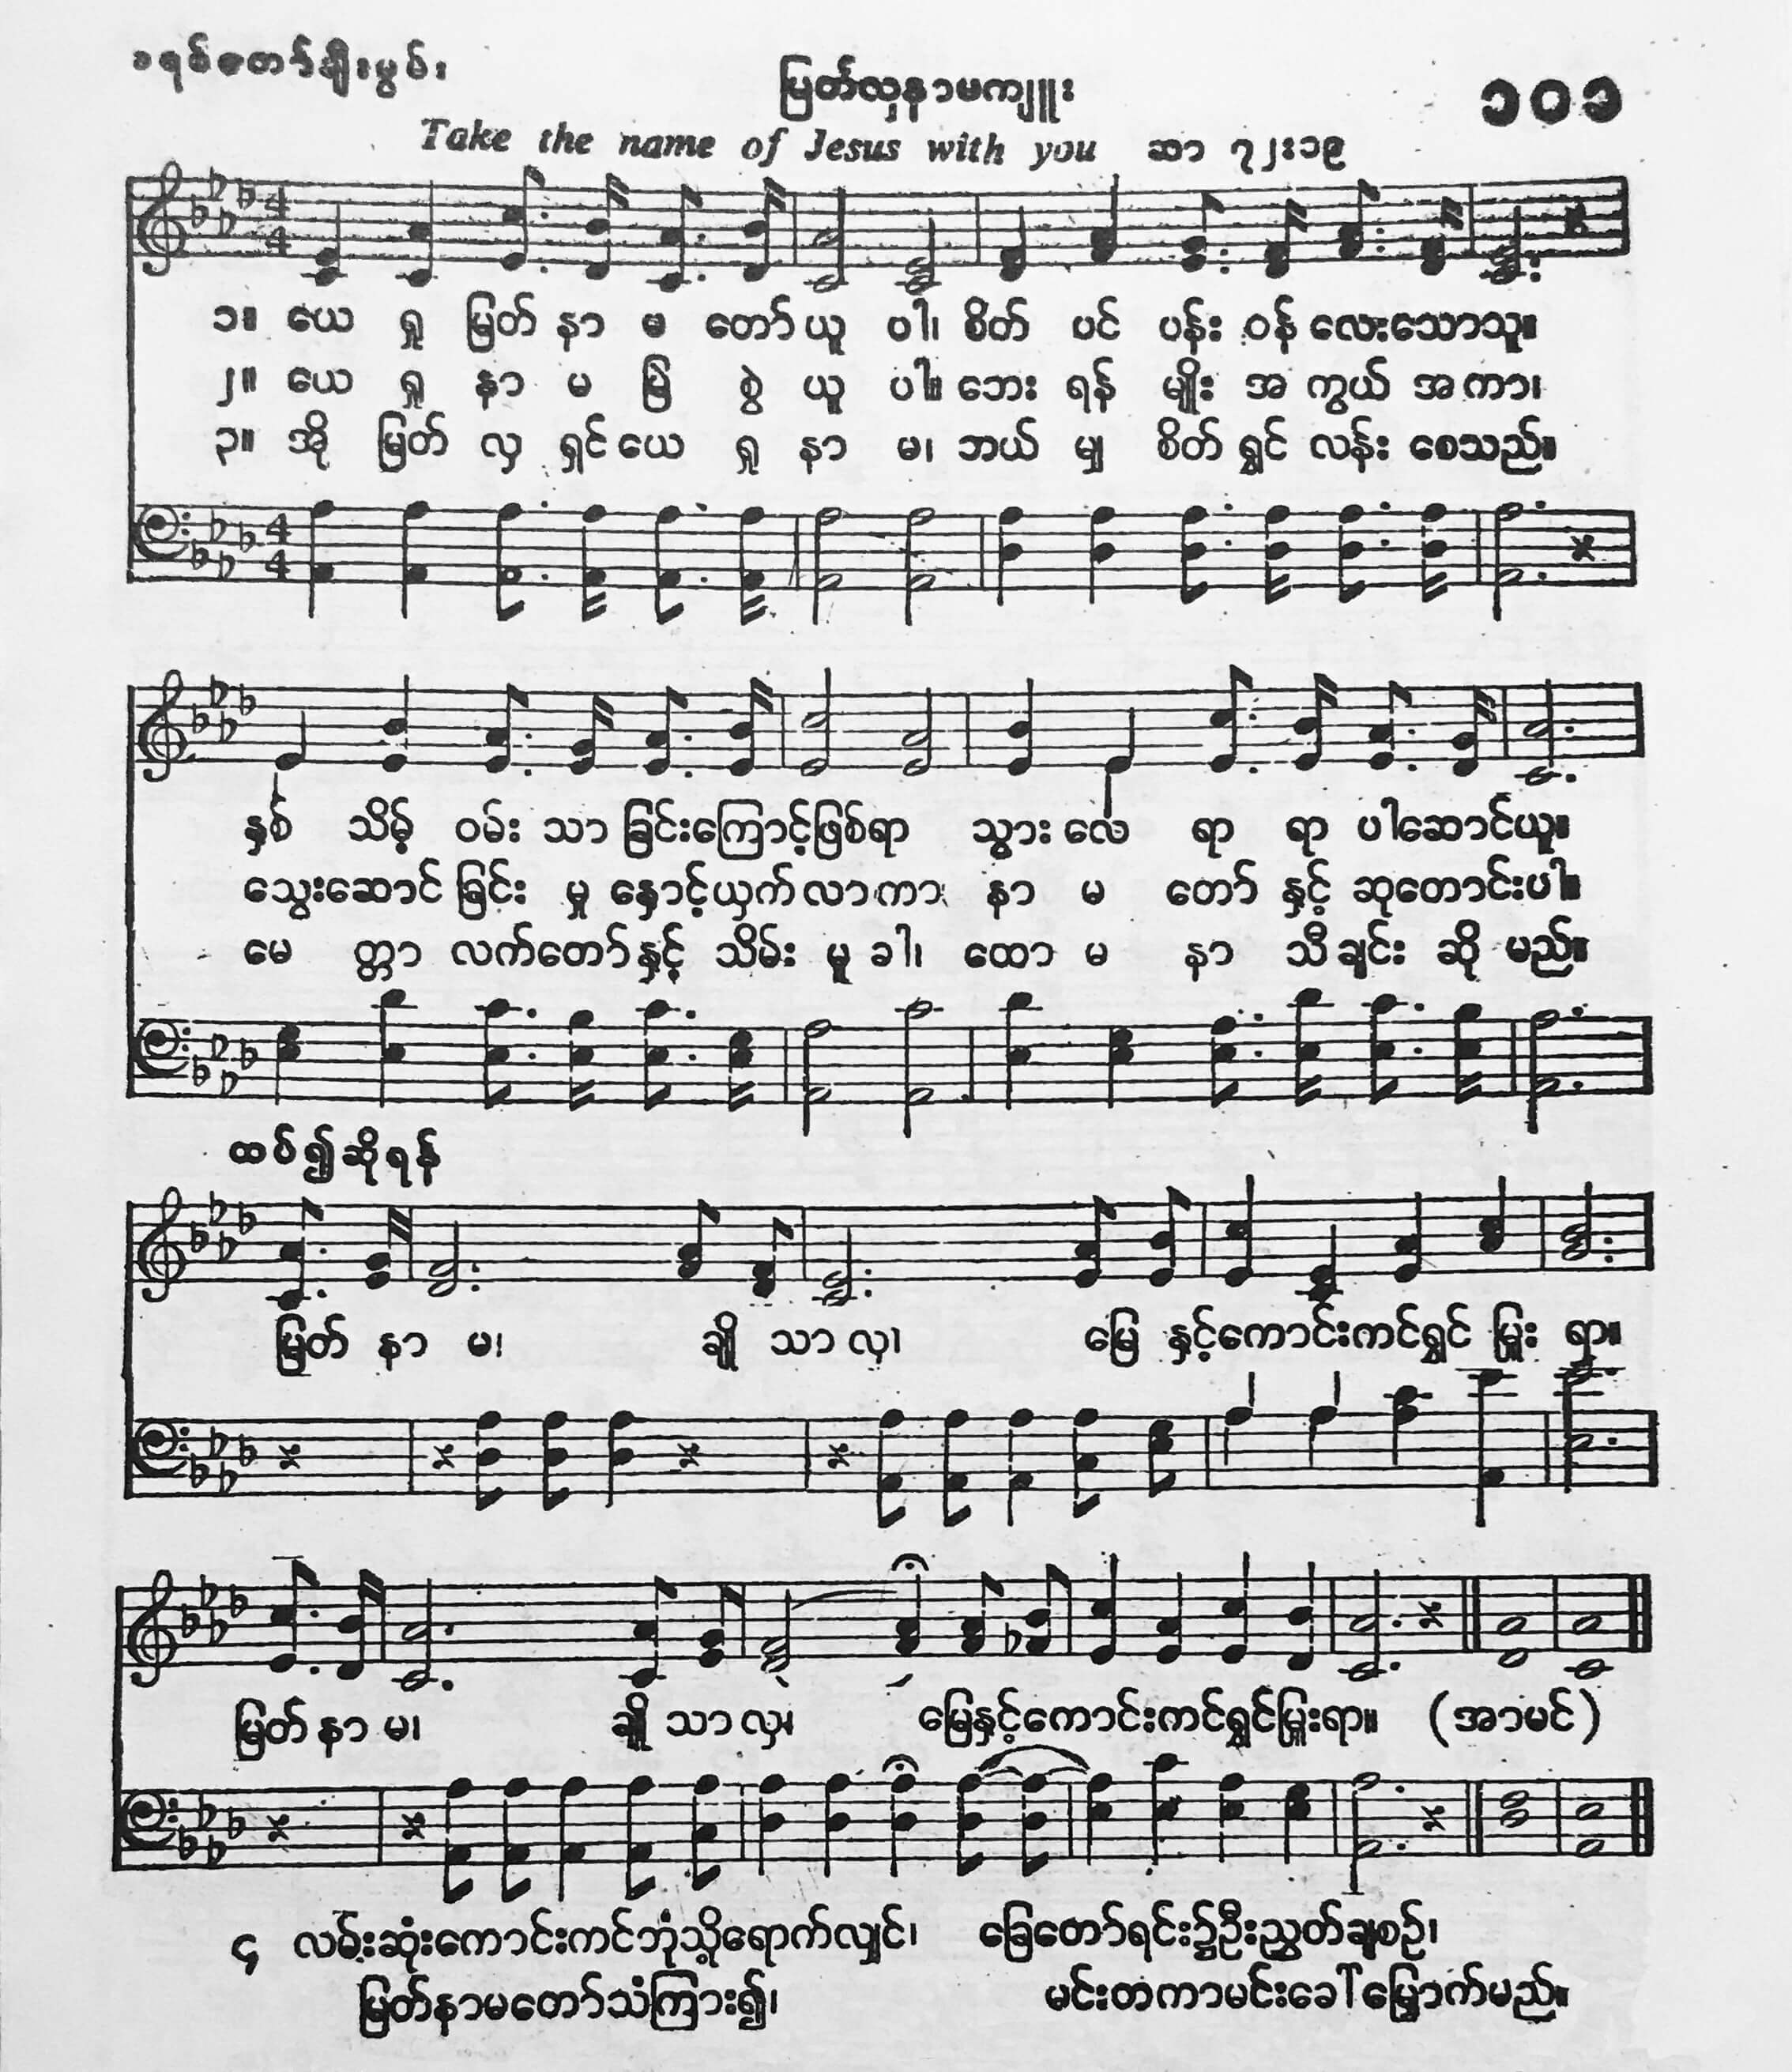 ခရစ်တော်ချီးမွမ်း
မြတ်လှနာမကျူး
၁၀၁
Take the name of Jesus with you ဆာ ၇၂း၁၉
၁။ ယေ ရှု မြတ် နာ မ တော် ယူ ပါ၊ စိတ် ပင် ပန်း ဝန် လေးသောသူ။
၂။ ယေ ရှု နာ မ မြဲ စွဲ ယူ ပါ။ ဘေး ရန် မျိုး အ ကွယ် အ ကာ၊
၃။ အို မြတ် လှ ရှင် ယေ ရှု နာ မ၊ ဘယ် မျှ စိတ် ရွှင် လန်း စေသည်။
နှစ် သိမ့် ဝမ်း သာ ခြင်းကြောင့်ဖြစ်ရာ သွား လေ ရာ ရာ ပါဆောင်ယူ။
သွေးဆောင် ခြင်း မှု နှောင့်ယှက် လာ ကာ၊ နာ မ တော် နှင့် ဆုတောင်းပါ။
မေ တ္တာ လက်တော် နှင့် သိမ်း မူ ခါ၊ ထော မ နာ သီ ချင်း ဆို မည်။
ထပ်၍ဆိုရန်
မြတ် နာ မ၊ ချို သာ လှ၊ မြေ နှင့်ကောင်းကင်ရွှင် မြူး ရာ။
မြတ် နာ မ၊ ချို သာ လှ၊ မြေနှင့်ကောင်းကင်ရွှင်မြူးရာ။ (အာမင်)
၄ လမ်းဆုံးကောင်းကင်ဘုံသို့ရောက်လျှင်၊ ခြေတော်ရင်း၌ဦးညွှတ်ချစဉ်၊
မြတ်နာမတော်သံကြား၍၊ မင်းတကာမင်းခေါ်မြွှောက်မည်။